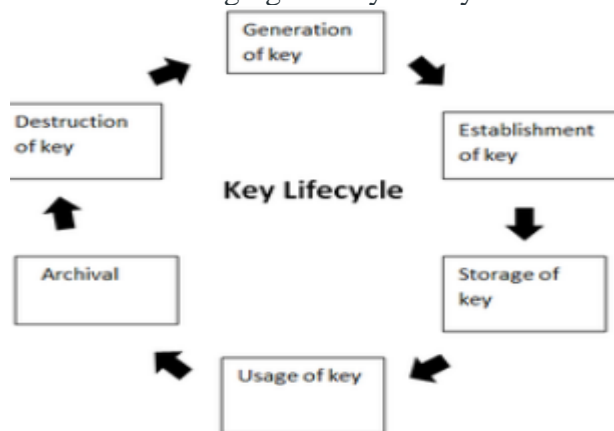 Generation
of key
Destruction
of key
Establishment
of key
Key Lifecycle
Archival
Storage of
key
Usage of key